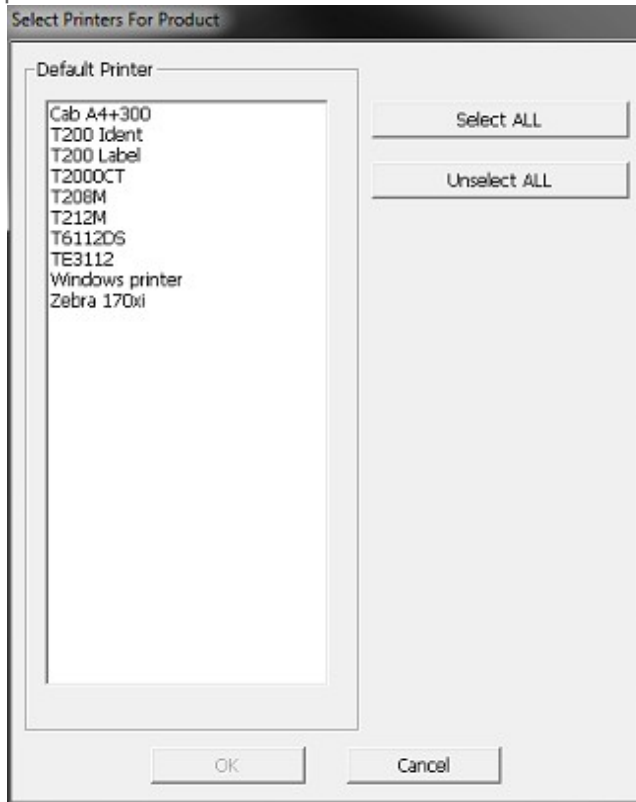 Select Printers For Product
Default Printer
Cab A4+300
T200 Ident
T200 Label
T2000CT
T208M
T212M
T6112DS
TE3112
Windows printer
Zebra 170xi
Select ALL
Unselect ALL
OK
Cancel